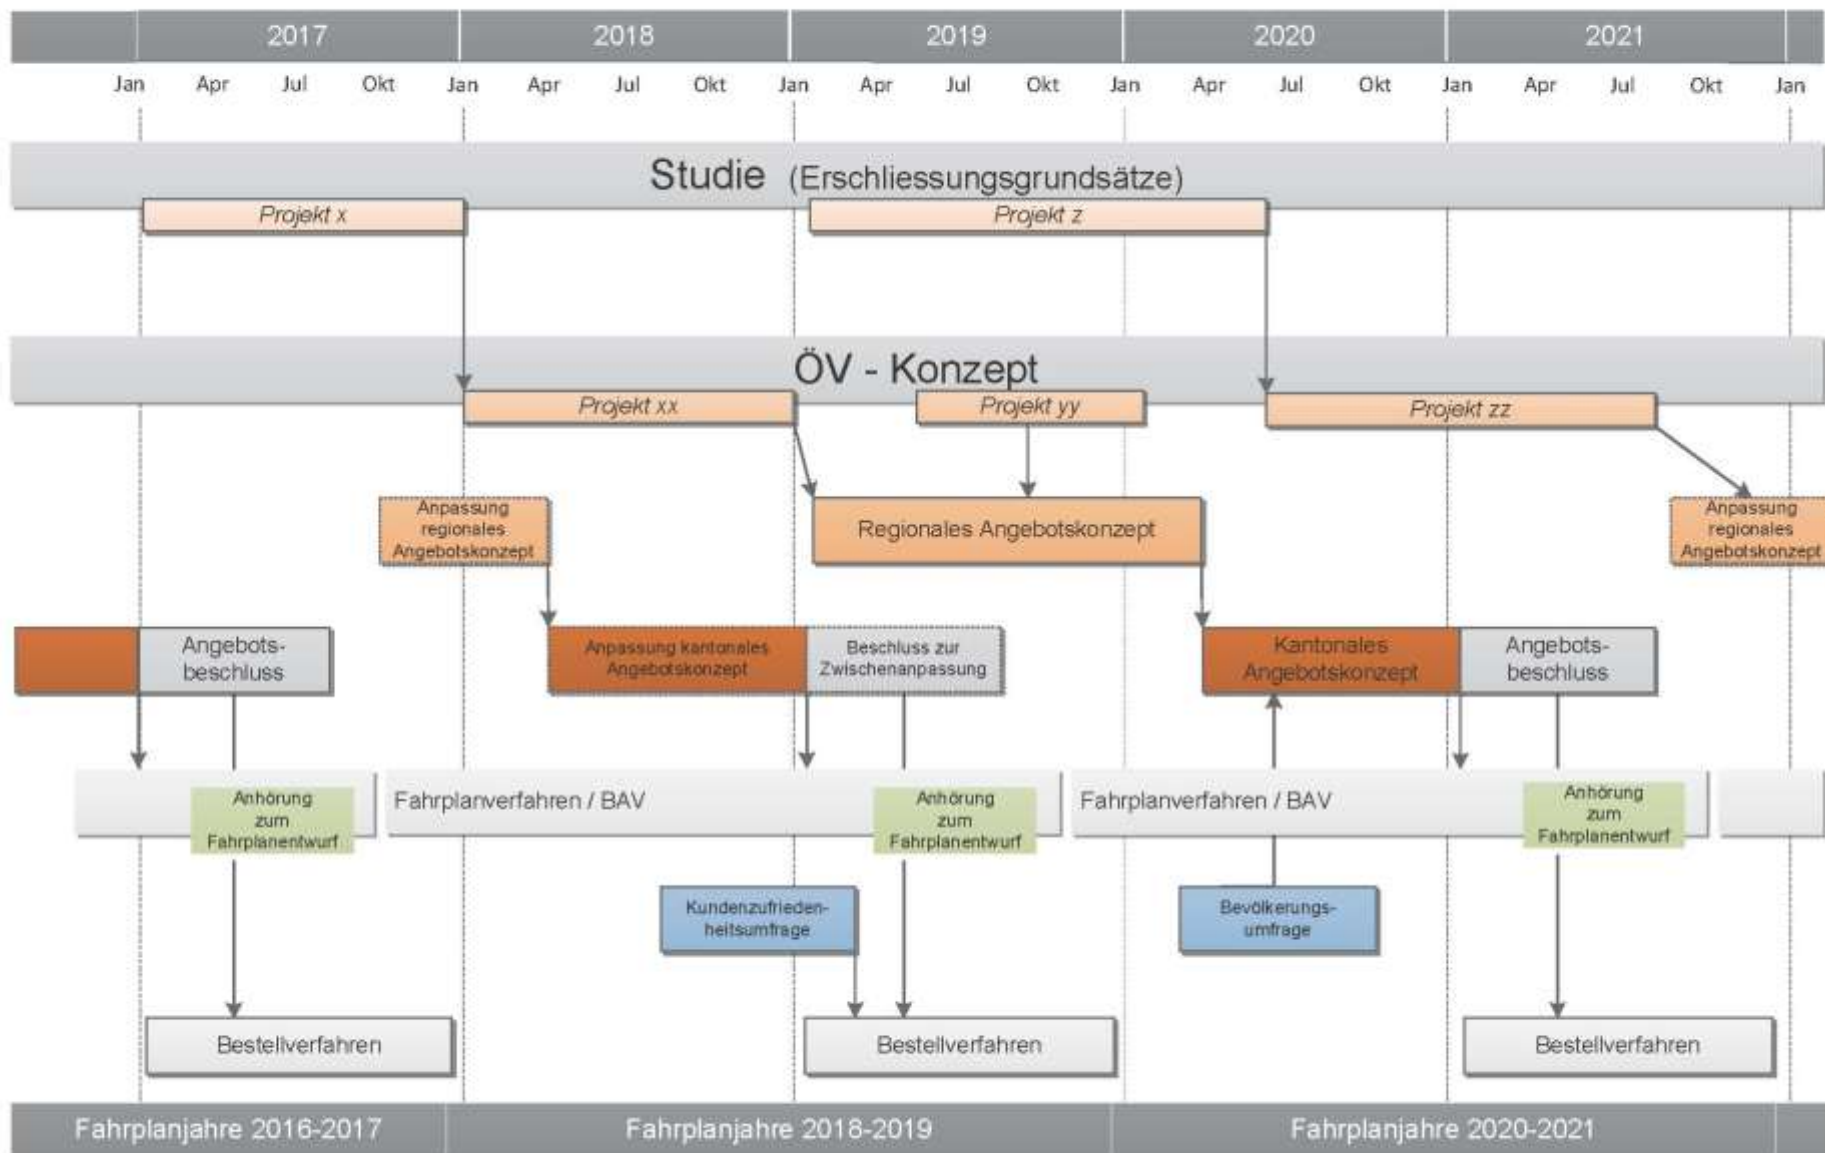 2017 2018 2019 2020 2021
Jan Apr Jul Okt Jan Apr Jul Okt Jan Apr Jul Okt Jan Apr Jul Okt Jan Apr Jul Okt Jan
Studie (Erschliessungsgrundsätze)
Projekt x
Projekt z
ÖV - Konzept
Projekt xx
Projekt yy
Projekt zz
Anpassung
regionales
Angebotskonzept
Regionales Angebotskonzept
Anpassung
regionales
Angebotskonzept
Angebots-
beschluss
Anpassung kantonales
Angebotskonzept
Beschluss zur
Zwischenanpassung
Kantonales
Angebotskonzept
Angebots-
beschluss
Anhörung
zum
Fahrplanentwurf
Fahrplanverfahren / BAV
Anhörung
zum
Fahrplanentwurf
Fahrplanverfahren / BAV
Anhörung
zum
Fahrplanentwurf
Kundenzufrieden-
heitsumfrage
Bevölkerungs-
umfrage
Bestellverfahren
Bestellverfahren
Bestellverfahren
Fahrplanjahre 2016-2017
Fahrplanjahre 2018-2019
Fahrplanjahre 2020-2021